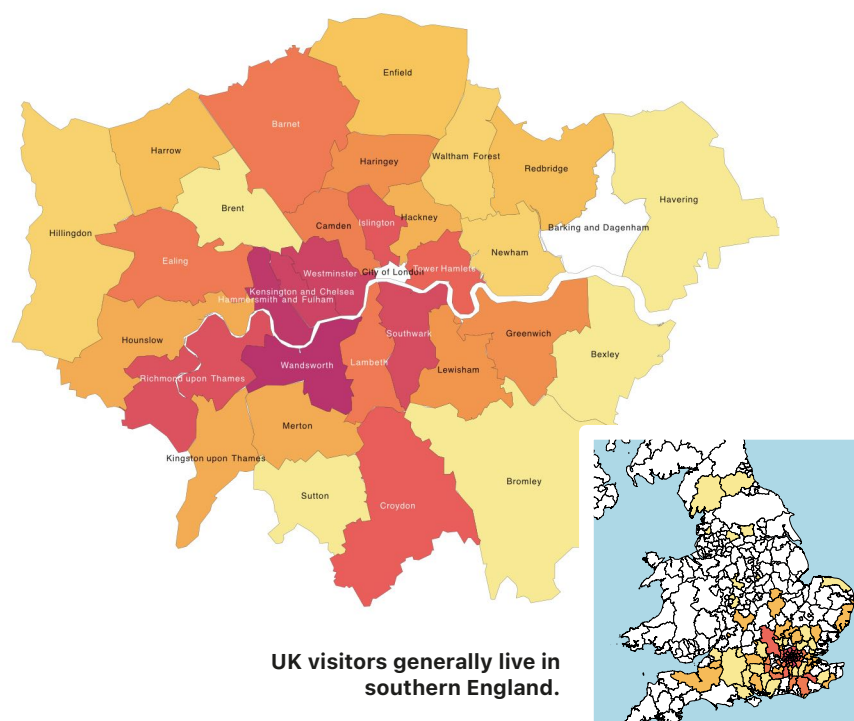 Enfield
Barnet
Harrow
Haringey
Waltham Forest
Redbridge
Havering
Brent
Hillingdon
Camden
Islington
Hackney
Barking and Dagenham
Ealing
Newham
Westminster
City of London
Tower Hamlets
Kensington and Chelsea
Hammersmith and Fulham
Hounslow
Southwark
Greenwich
Bexley
Wandsworth
Lambeth
Lewisham
Richmond upon Thames
Merton
Kingston upon Thames
Sutton
Croydon
Bromley
UK visitors generally live in
southern England.